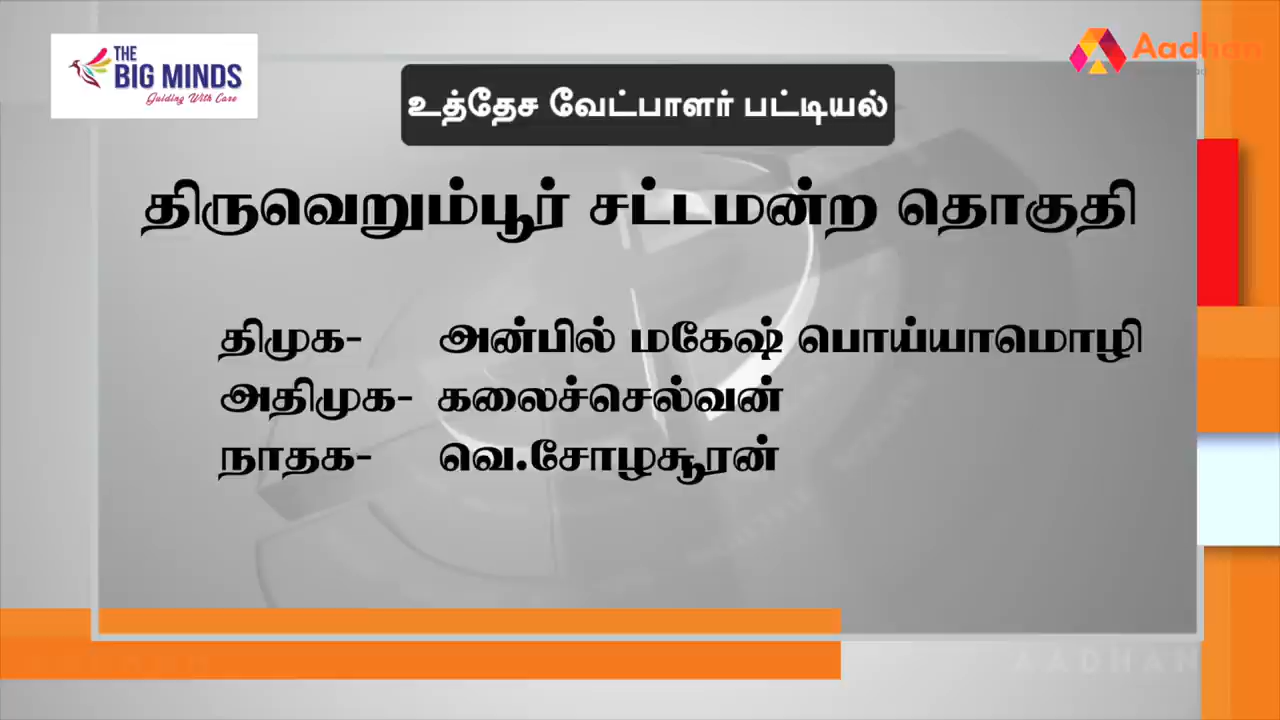 THE
BIG MINDS
Guiding With Care
Aadhan
உத்தேச வேட்பாளர் பட்டியல்
திருவெறும்பூர் சட்டமன்ற தொகுதி
திமுக- அன்பில் மகேஷ் பொய்யாமொழி
அதிமுக- கலைச்செல்வன்
நாதக- வெ.சோழசூரன்
AADHAN